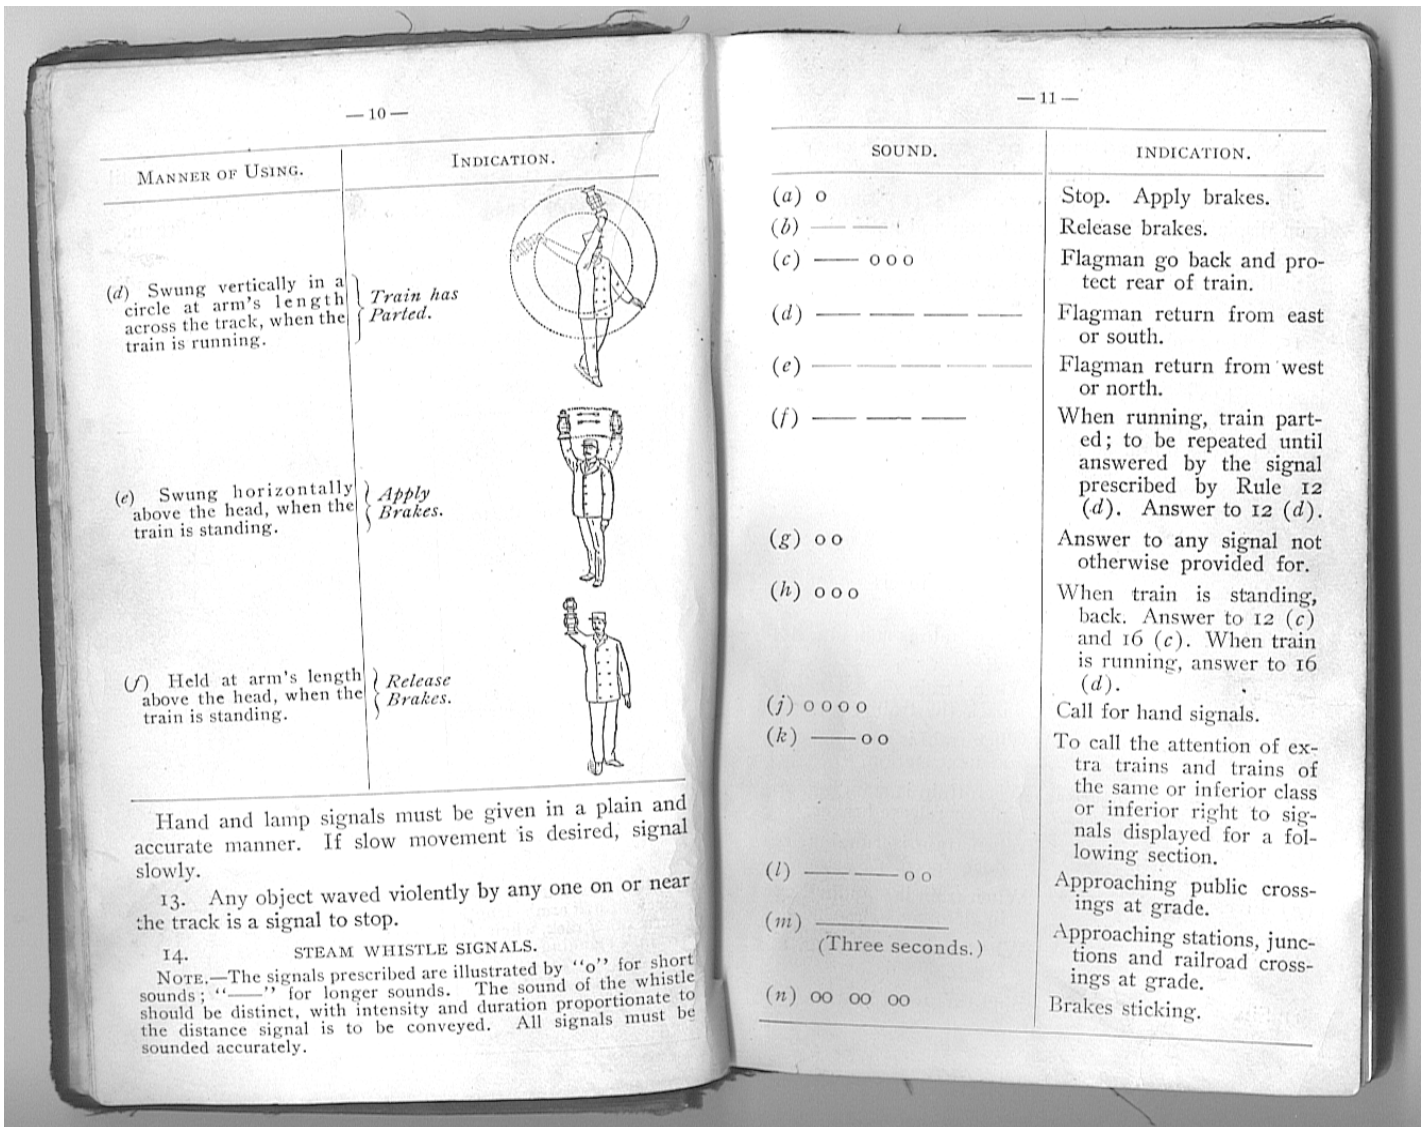 — 10 —
MANNER OF USING.
INDICATION.
(d) Swung vertically in a
circle at arm's length
across the track, when the
train is running.
Train has
Parted.
(e) Swung horizontally
above the head, when the
train is standing.
Apply
Brakes.
(f) Held at arm's length
above the head, when the
train is standing.
Release
Brakes.
Hand and lamp signals must be given in a plain and
accurate manner. If slow movement is desired, signal
slowly.
13. Any object waved violently by any one on or near
the track is a signal to stop.
14. STEAM WHISTLE SIGNALS.
NOTE.—The signals prescribed are illustrated by "o" for short
sounds; "——" for longer sounds. The sound of the whistle
should be distinct, with intensity and duration proportionate to
the distance signal is to be conveyed. All signals must be
sounded accurately.
— 11 —
SOUND. INDICATION.
(a) o Stop. Apply brakes.
(b) — — Release brakes.
(c) — o o o Flagman go back and pro-
tect rear of train.
(d) — — — — Flagman return from east
or south.
(e) — — — — — Flagman return from west
or north.
(f) — — — When running, train part-
ed; to be repeated until
answered by the signal
prescribed by Rule 12
(d). Answer to 12 (d).
(g) o o Answer to any signal not
otherwise provided for.
(h) o o o When train is standing,
back. Answer to 12 (c)
and 16 (c). When train
is running, answer to 16
(d).
(j) o o o o Call for hand signals.
(k) — o o To call the attention of ex-
tra trains and trains of
the same or inferior class
or inferior right to sig-
nals displayed for a fol-
lowing section.
(l) — — o o Approaching public cross-
ings at grade.
(m) ——— Approaching stations, junc-
(Three seconds.) tions and railroad cross-
ings at grade.
(n) oo oo oo Brakes sticking.